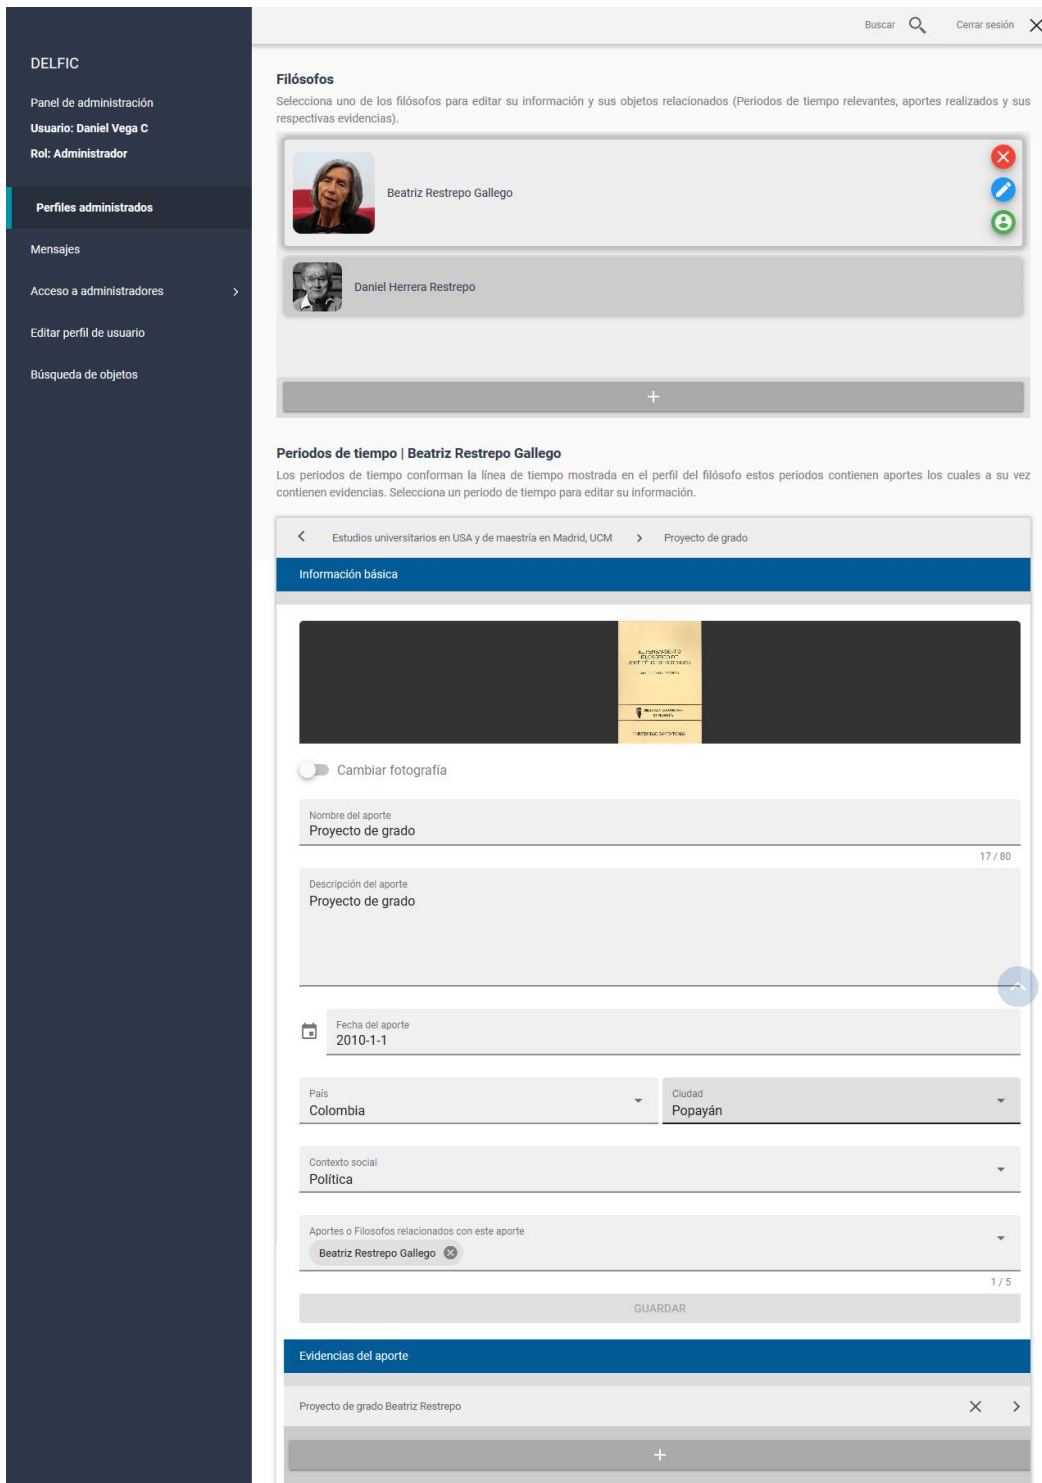 Buscar
Cerrar sesión
DELFIC
Panel de administración
Usuario: Daniel Vega C
Rol: Administrador
Perfiles administrados
Mensajes
Acceso a administradores
Editar perfil de usuario
Búsqueda de objetos
Filósofos
Selecciona uno de los filósofos para editar su información y sus objetos relacionados (Periodos de tiempo relevantes, aportes realizados y sus
respectivas evidencias).
Beatriz Restrepo Gallego
Daniel Herrera Restrepo
+
Periodos de tiempo | Beatriz Restrepo Gallego
Los periodos de tiempo conforman la línea de tiempo mostrada en el perfil del filósofo estos periodos contienen aportes los cuales a su vez
contienen evidencias. Selecciona un periodo de tiempo para editar su información.
Estudios universitarios en USA y de maestría en Madrid, UCM > Proyecto de grado
Información básica
EL PENSAMIENTO
FILOSÓFICO DE
Cambiar fotografía
Nombre del aporte
Proyecto de grado
17 / 80
Descripción del aporte
Proyecto de grado
Fecha del aporte
2010-1-1
País
Colombia
Ciudad
Popayán
Contexto social
Política
Aportes o Filosofos relacionados con este aporte
Beatriz Restrepo Gallego
1 / 5
GUARDAR
Evidencias del aporte
Proyecto de grado Beatriz Restrepo
+